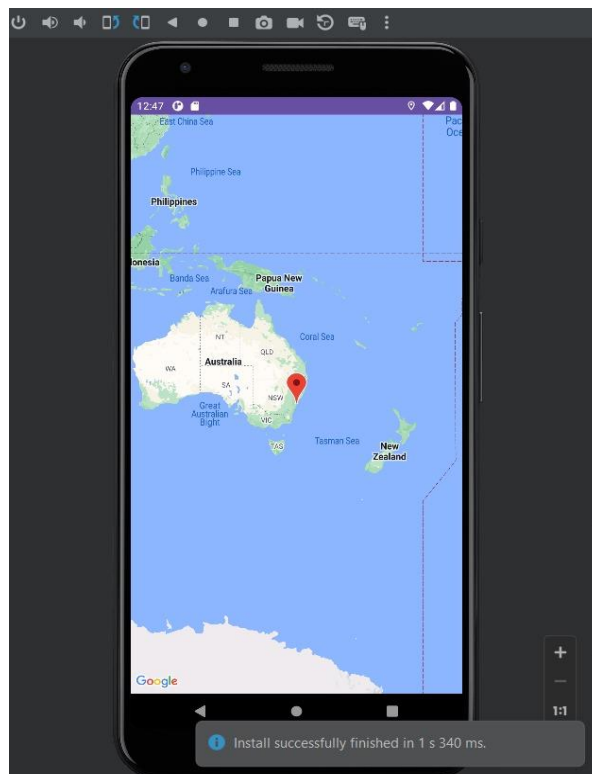 12:47
East China Sea
Pac
Oce
Philippine Sea
Philippines
onesia
Banda Sea
Papua New
Guinea
Arafura Sea
NT
Coral Sea
QLD
Australia
WA
SA
NSW
Great
Australian
Bight
VIC
TAS
Tasman Sea
New
Zealand
Google
1:1
Install successfully finished in 1 s 340 ms.